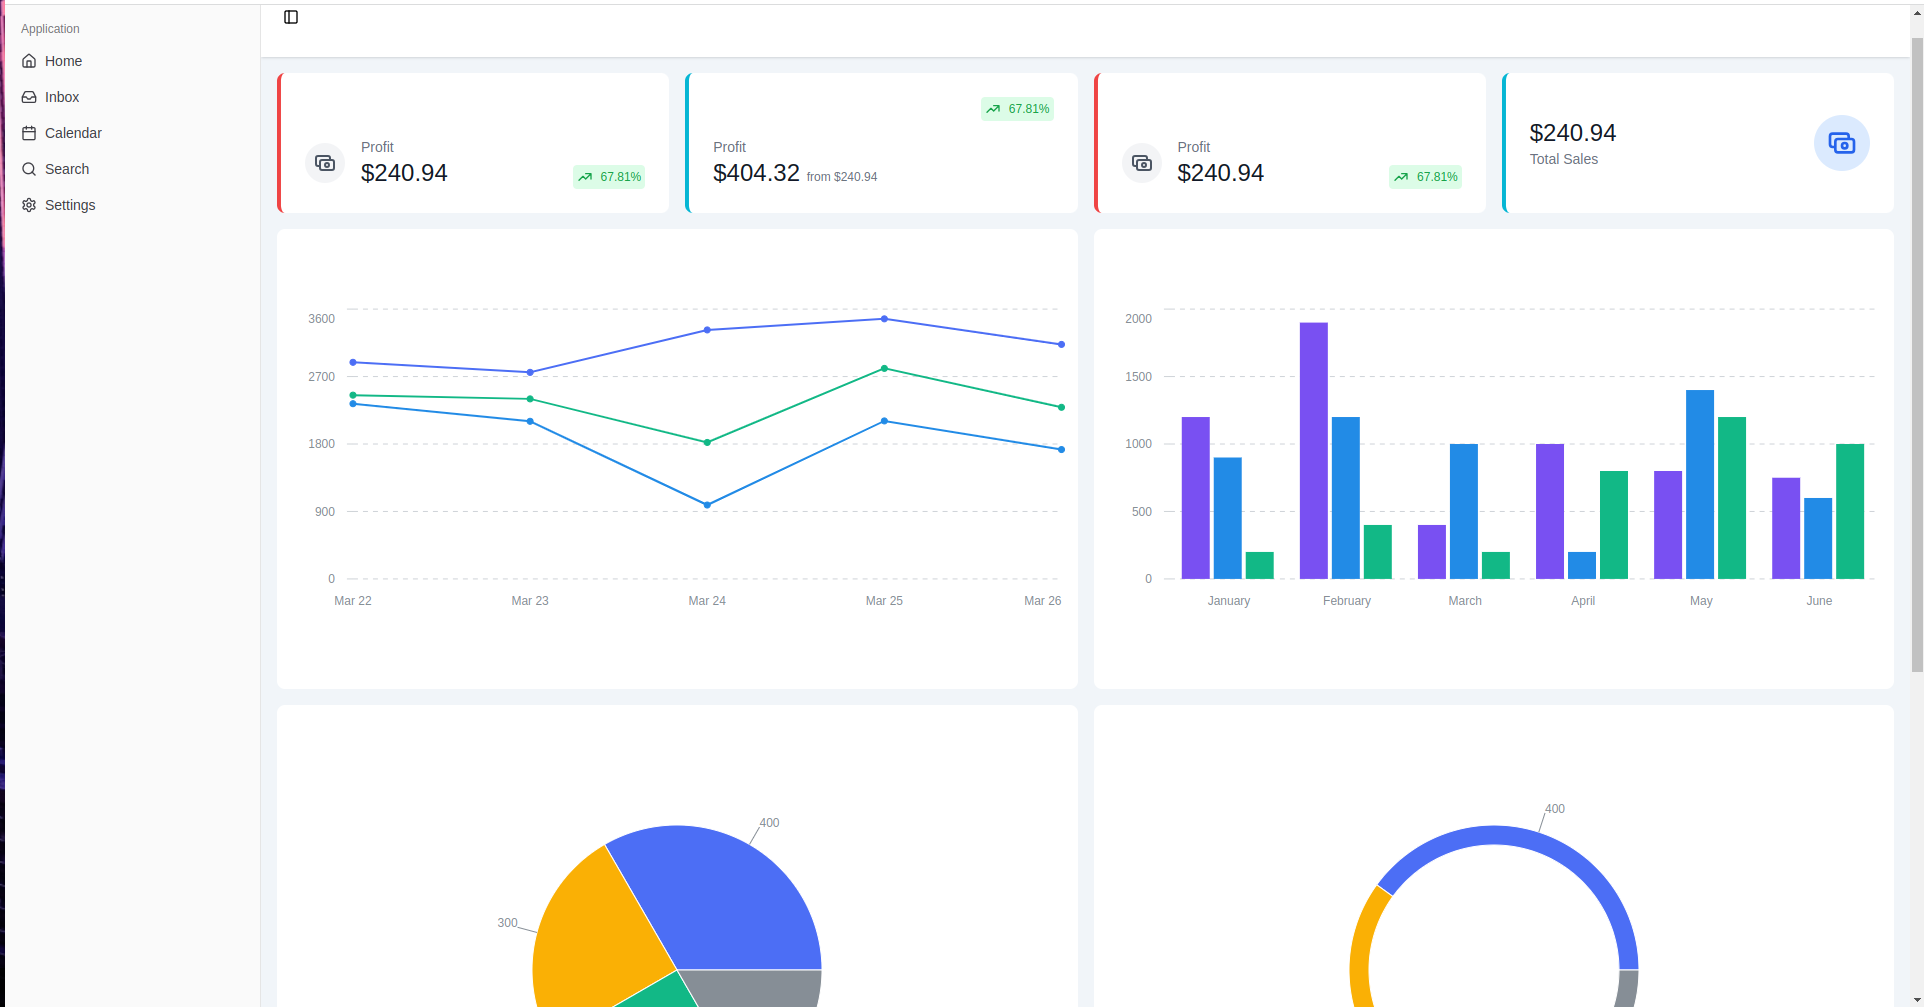 Application
Home
Inbox
Calendar
Search
Settings
Profit
$240.94
67.81%
67.81%
Profit
$404.32 from $240.94
Profit
$240.94
67.81%
$240.94
Total Sales
3600
2700
1800
900
0
Mar 22 Mar 23 Mar 24 Mar 25 Mar 26
2000
1500
1000
500
0
January February March April May June
400
300
400